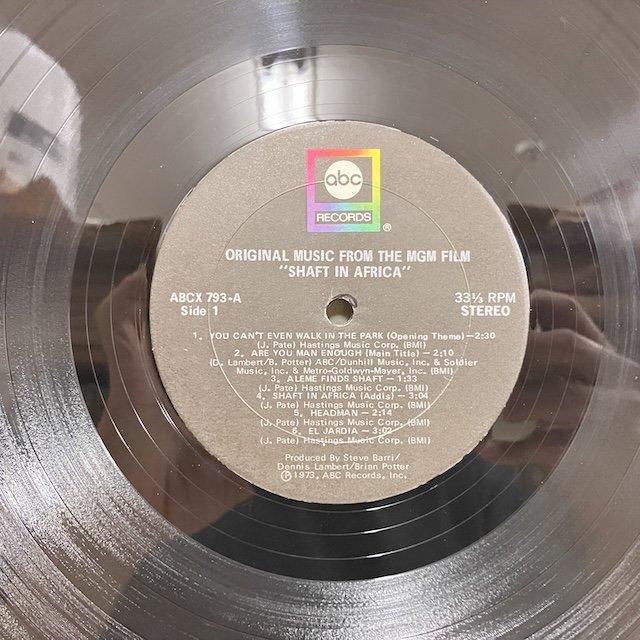 abc
RECORDS
®
ORIGINAL MUSIC FROM THE MGM FILM
"SHAFT IN AFRICA"
ABCX 793-A
Side 1
33⅓ RPM
STEREO
1. YOU CAN'T EVEN WALK IN THE PARK (Opening Theme)—2:30
(J. Pate) Hastings Music Corp. (BMI)
2. ARE YOU MAN ENOUGH (Main Title) — 2:10
(D. Lambert/B. Potter) ABC/Dunhill Music, Inc. & Soldier
Music, Inc. & Metro-Goldwyn-Mayer, Inc. (BMI)
3. ALEME FINDS SHAFT — 1:33
(J. Pate) Hastings Music Corp. (BMI)
4. SHAFT IN AFRICA (Addis) — 3:04
(J. Pate) Hastings Music Corp. (BMI)
5. HEADMAN — 2:14
(J. Pate) Hastings Music Corp. (BMI)
6. EL JARDIA — 3:02
(J. Pate) Hastings Music Corp. (BMI)
Produced By Steve Barri/
Dennis Lambert/Brian Potter
Ⓟ1973, ABC Records, Inc.